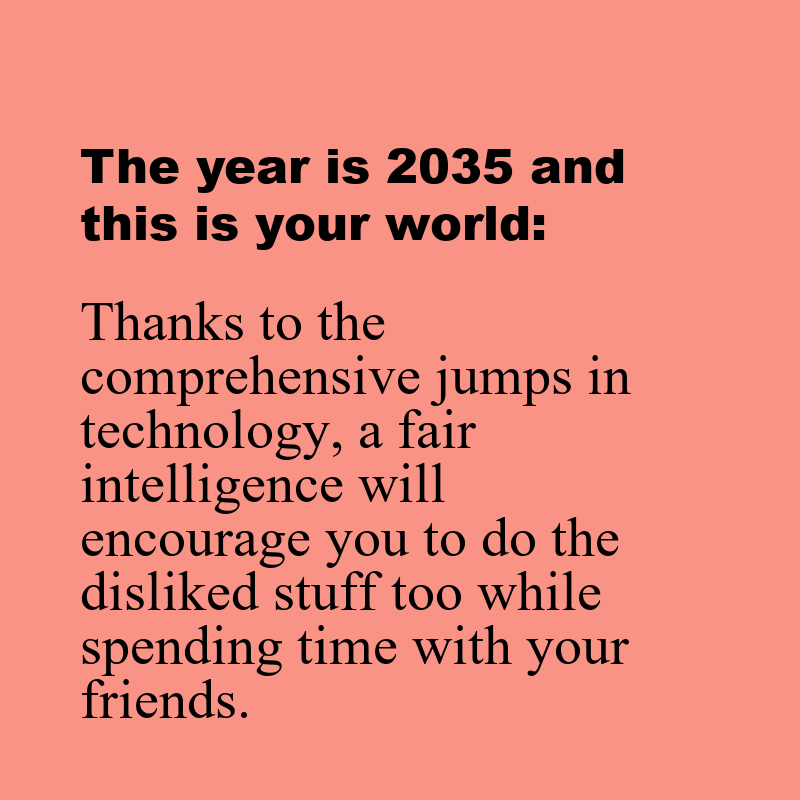 The year is 2035 and
this is your world:
Thanks to the
comprehensive jumps in
technology, a fair
intelligence will
encourage you to do the
disliked stuff too while
spending time with your
friends.